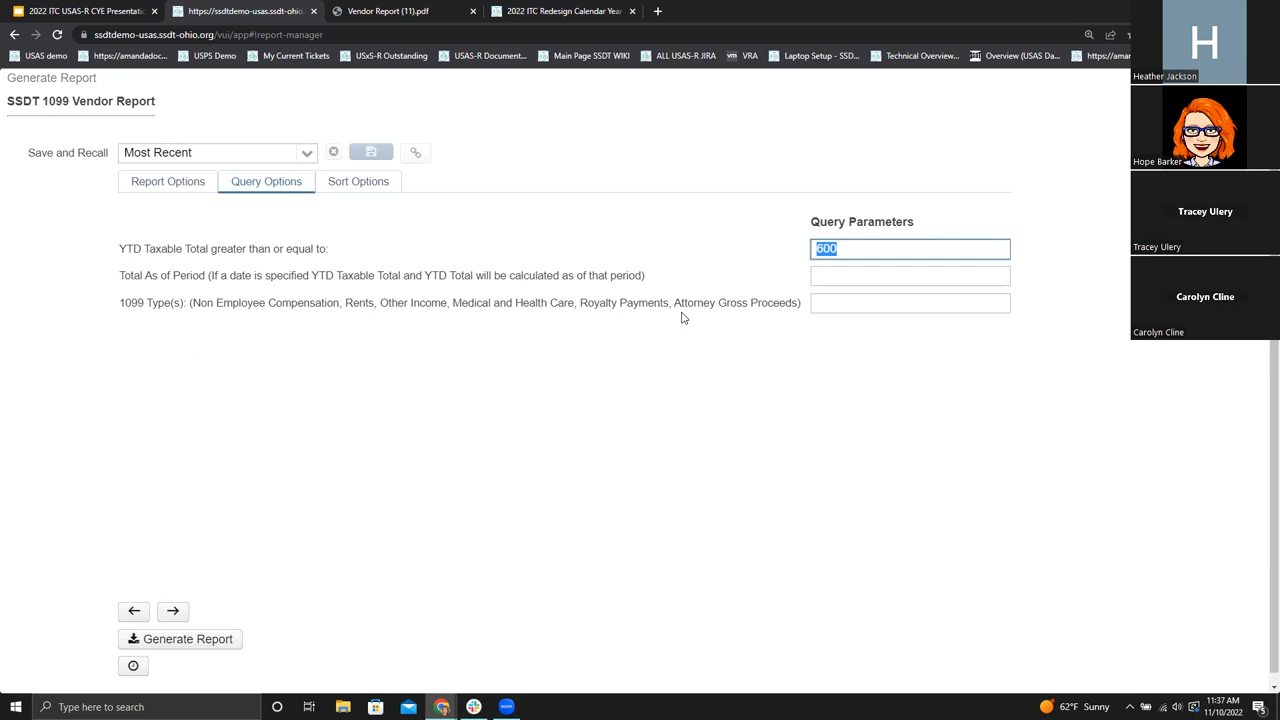 2022 ITC USAS-R CYE Presentatio
https://ssdtdemo-usas.ssdt-ohio.o
Vendor Report (11).pdf
2022 ITC Redesign Calendar Year
ssdtdemo-usas.ssdt-ohio.org/vui/app#!report-manager
USAS Demo
https://amandadoc...
USPS Demo
My Current Tickets
USxS-R Outstanding
USAS-R Document...
Main Page SSDT WIKI
ALL USAS-R JIRA
VRA
Laptop Setup - SSD...
Technical Overview...
Overview (USAS Da...
https://am
Generate Report
SSDT 1099 Vendor Report
Save and Recall
Most Recent
Report Options
Query Options
Sort Options
Query Parameters
YTD Taxable Total greater than or equal to:
600
Total As of Period (If a date is specified YTD Taxable Total and YTD Total will be calculated as of that period)
1099 Type(s): (Non Employee Compensation, Rents, Other Income, Medical and Health Care, Royalty Payments, Attorney Gross Proceeds)
Generate Report
H
Heather Jackson
Hope Barker
Tracey Ulery
Tracey Ulery
Carolyn Cline
Carolyn Cline
Type here to search
zoom
62°F Sunny
11:37 AM
11/10/2022
5